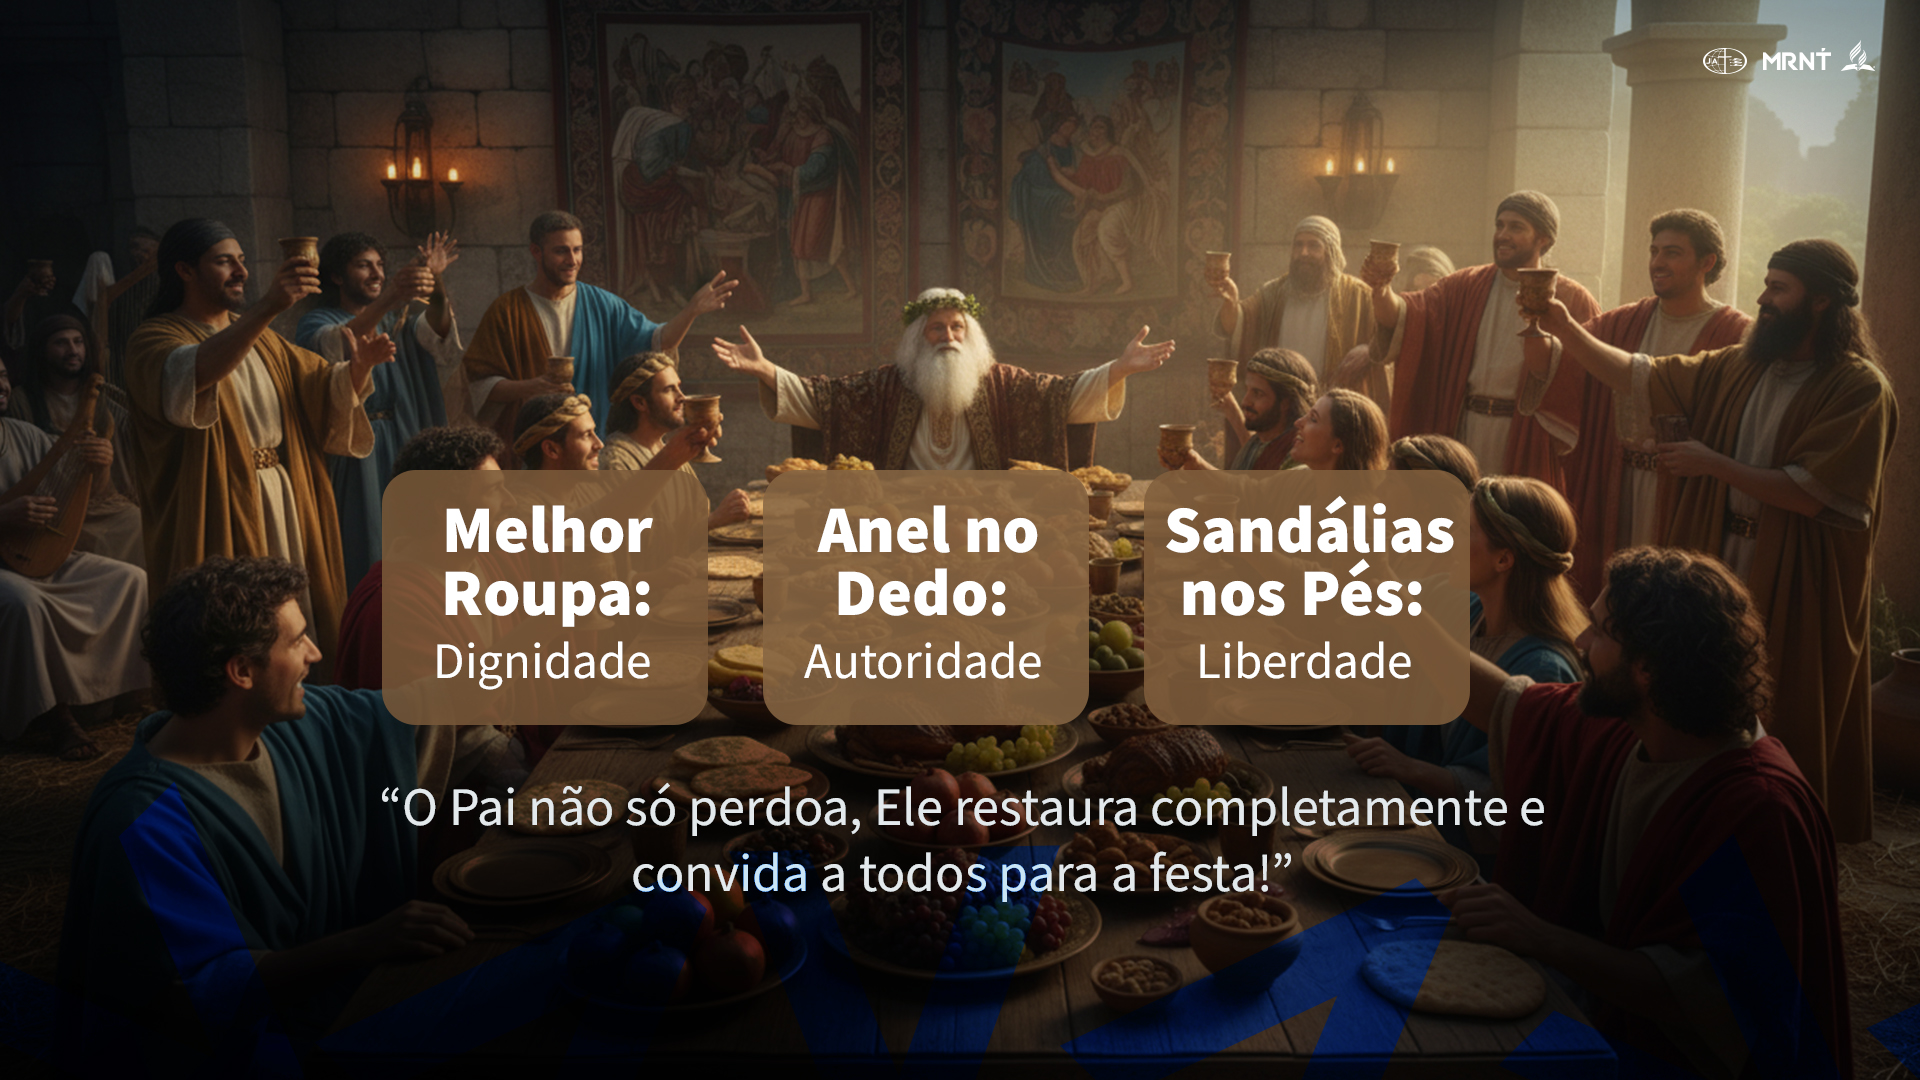 JA
MRNT
Melhor
Roupa:
Dignidade
Anel no
Dedo:
Autoridade
Sandálias
nos Pés:
Liberdade
“O Pai não só perdoa, Ele restaura completamente e
convida a todos para a festa!”